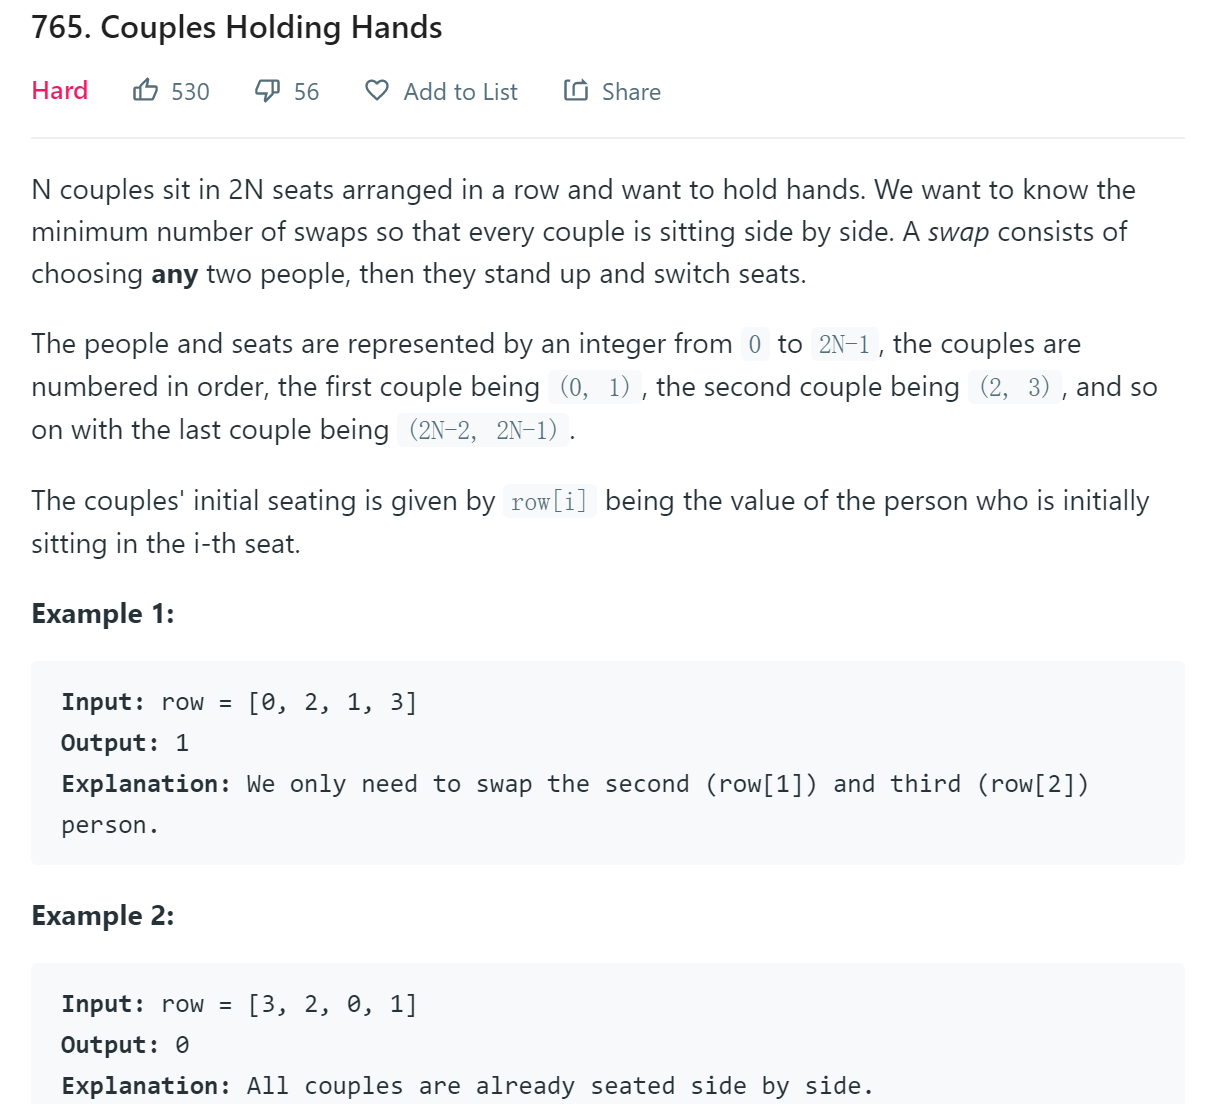 765. Couples Holding Hands
Hard 530 56 Add to List Share
N couples sit in 2N seats arranged in a row and want to hold hands. We want to know the
minimum number of swaps so that every couple is sitting side by side. A swap consists of
choosing any two people, then they stand up and switch seats.
The people and seats are represented by an integer from 0 to 2N-1, the couples are
numbered in order, the first couple being (0, 1), the second couple being (2, 3), and so
on with the last couple being (2N-2, 2N-1).
The couples' initial seating is given by row[i] being the value of the person who is initially
sitting in the i-th seat.
Example 1:
Input: row = [0, 2, 1, 3]
Output: 1
Explanation: We only need to swap the second (row[1]) and third (row[2])
person.
Example 2:
Input: row = [3, 2, 0, 1]
Output: 0
Explanation: All couples are already seated side by side.